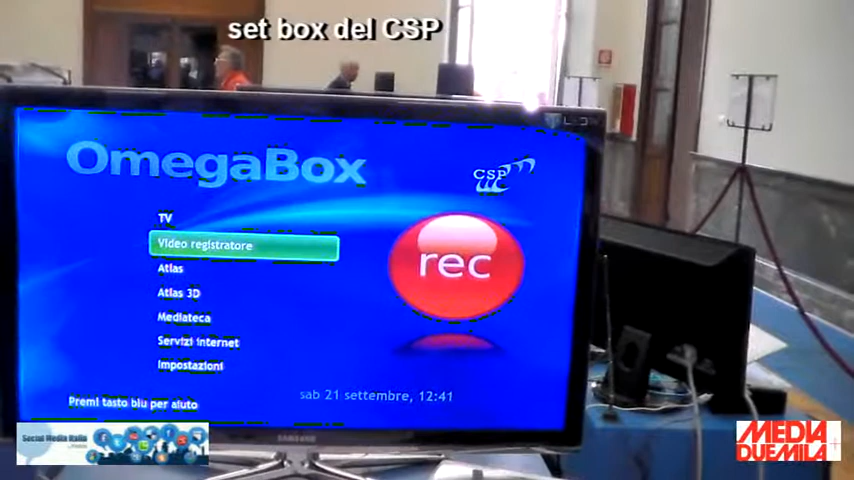 set box del CSP
OmegaBox
CSP
TV
Video registratore
Atlas
Atlas 3D
Mediateca
Servizi internet
Impostazioni
rec
sab 21 settembre, 12:41
Premi tasto blu per aiuto
SAMSUNG
Social Media Italia
MEDIA
DUEMILA